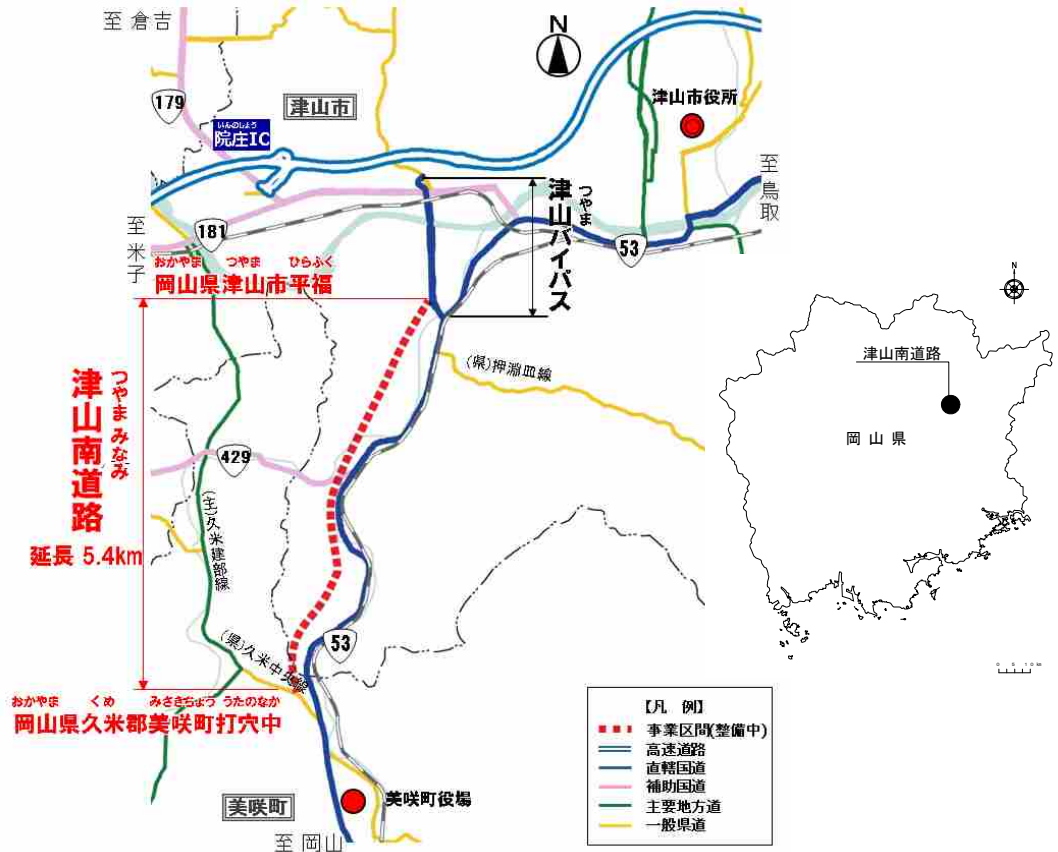 至 倉吉
N
179
津山市
いんのしょう
院庄IC
津山市役所
至 鳥取
つやま
津山バイパス
至 米子
181
53
おかやま つやま ひらふく
岡山県津山市平福
(県)押淵皿線
つやま みなみ
津山南道路
延長 5.4km
429
(主)久米建部線
(県)久米中央線
53
おかやま くめ みさきちょう うたのなか
岡山県久米郡美咲町打穴中
美咲町
美咲町役場
至 岡山
【凡 例】
事業区間(整備中)
高速道路
直轄国道
補助国道
主要地方道
一般県道
N
津山南道路
岡 山 県
0 5 10 km